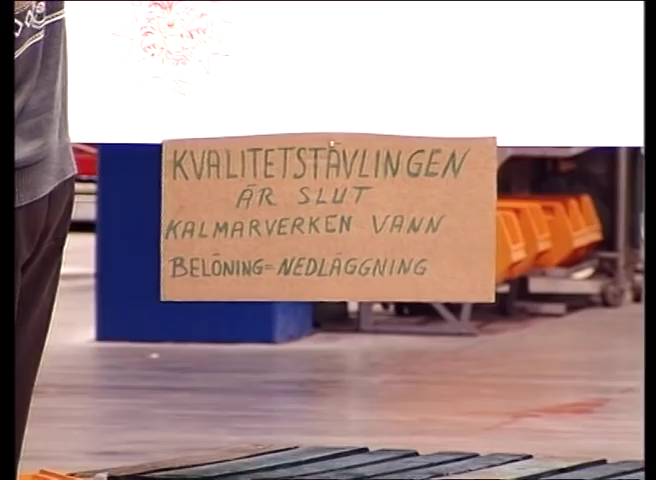 KVALITETSTÄVLINGEN
ÄR SLUT
KALMARVERKEN VANN
BELÖNING = NEDLÄGGNING